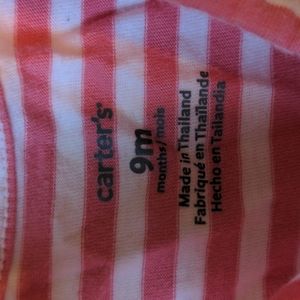 carter's®
9m
months/mois
Made in Thailand
Fabriqué en Thaïlande
Hecho en Tailandia